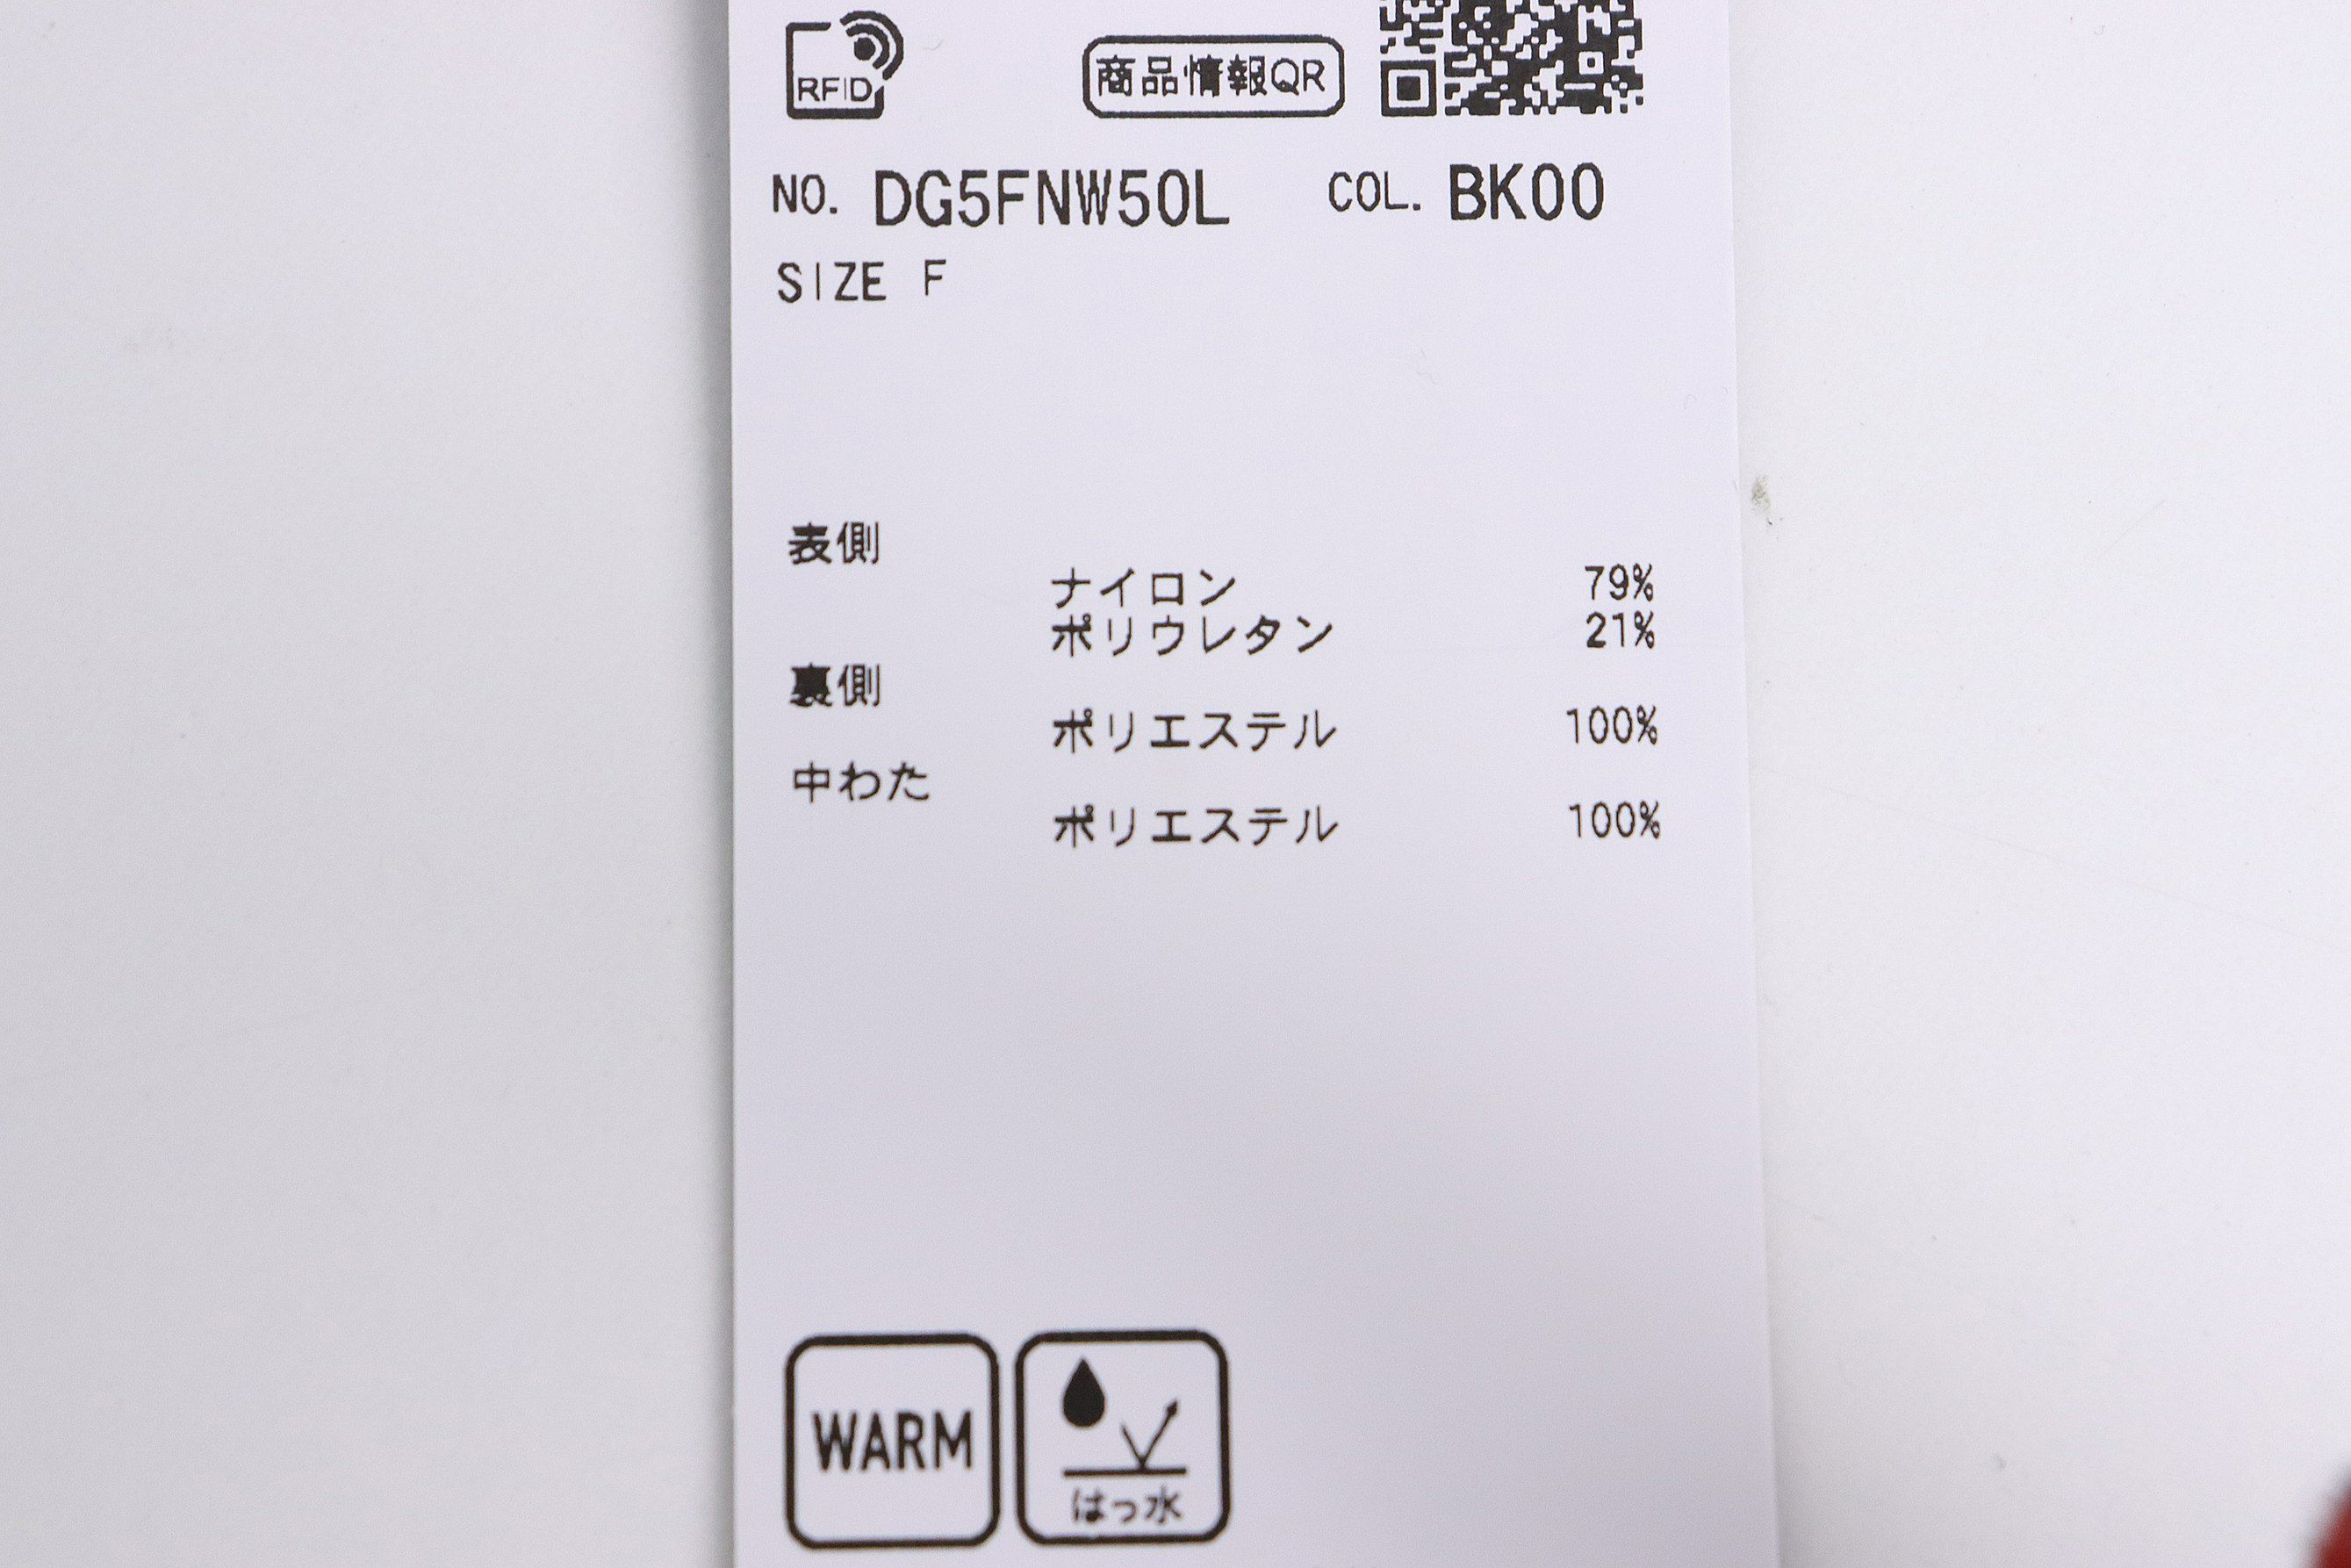 RFID
商品情報QR
NO. DG5FNW50L COL. BK00
SIZE F
表側
ナイロン 79%
ポリウレタン 21%
裏側
ポリエステル 100%
中わた
ポリエステル 100%
WARM
はっ水